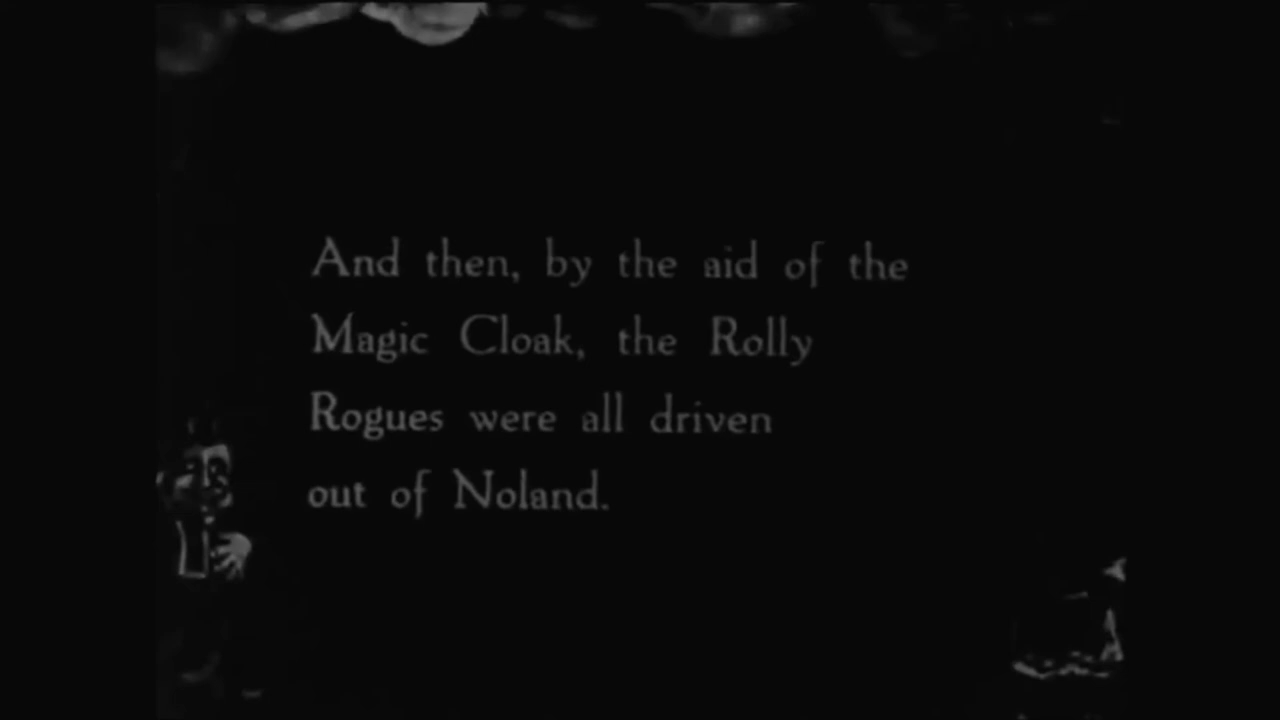 And then, by the aid of the
Magic Cloak, the Rolly
Rogues were all driven
out of Noland.